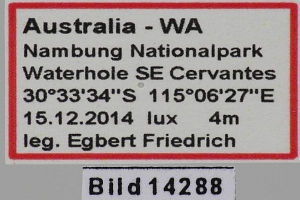 Australia - WA
Nambung Nationalpark
Waterhole SE Cervantes
30°33'34"S 115°06'27"E
15.12.2014 lux 4m
leg. Egbert Friedrich
Bild 14288